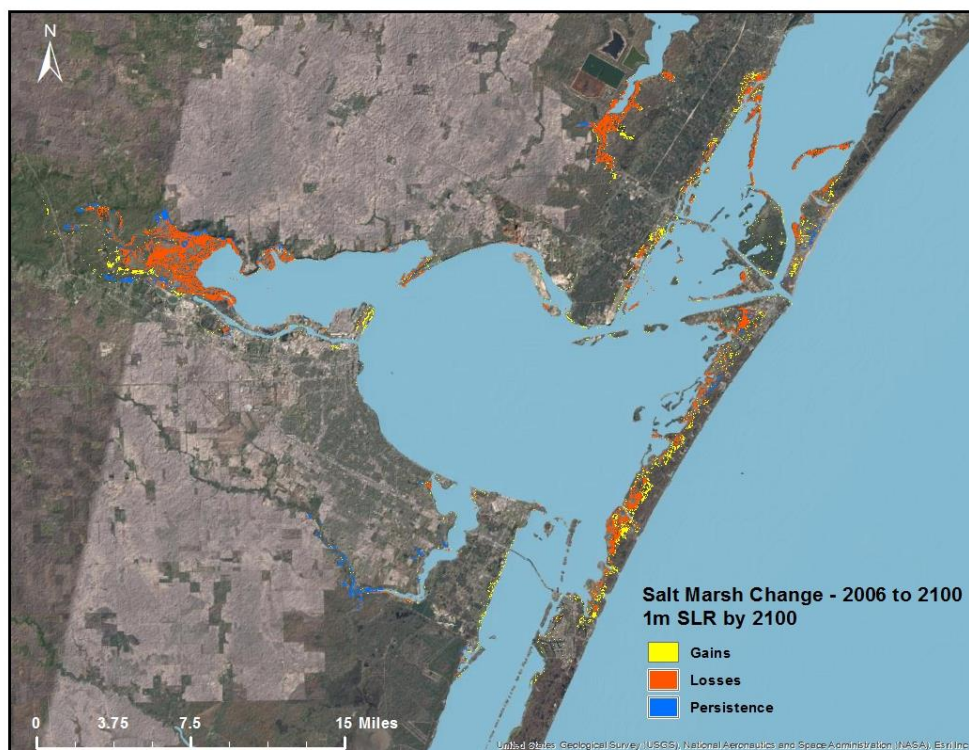 N
Salt Marsh Change - 2006 to 2100
1m SLR by 2100
Gains
Losses
Persistence
0 3.75 7.5 15 Miles
United States Geological Survey (USGS), National Aeronautics and Space Administration (NASA), Esri Inc